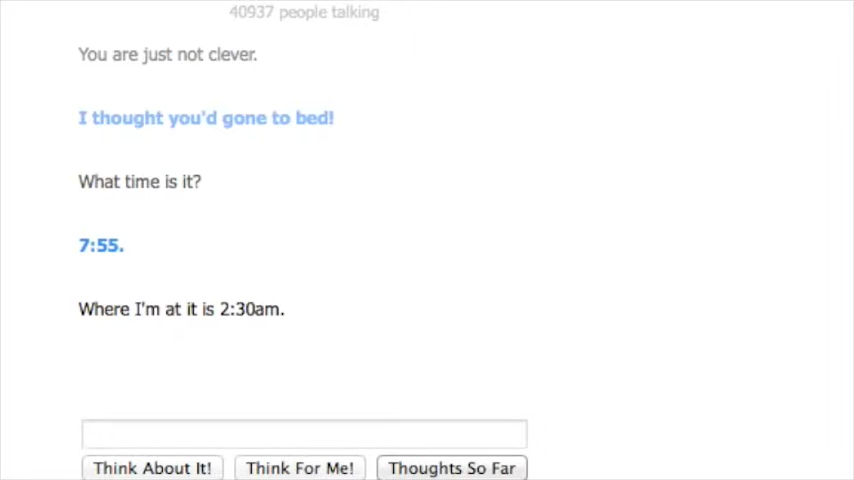 40937 people talking
You are just not clever.
I thought you'd gone to bed!
What time is it?
7:55.
Where I'm at it is 2:30am.
Think About It! Think For Me! Thoughts So Far